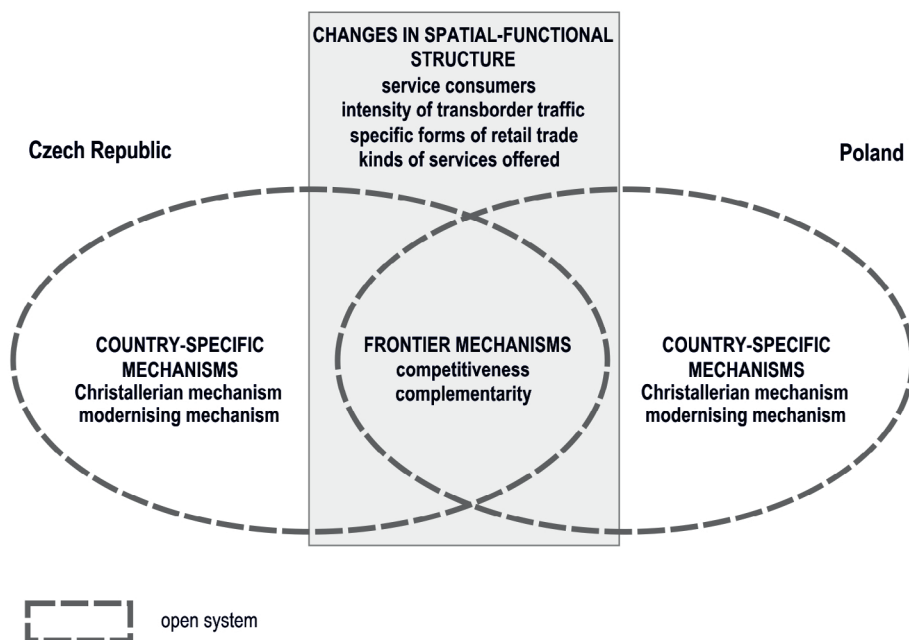 CHANGES IN SPATIAL-FUNCTIONAL
STRUCTURE
service consumers
intensity of transborder traffic
specific forms of retail trade
kinds of services offered
Czech Republic
Poland
COUNTRY-SPECIFIC
MECHANISMS
Christallerian mechanism
modernising mechanism
FRONTIER MECHANISMS
competitiveness
complementarity
COUNTRY-SPECIFIC
MECHANISMS
Christallerian mechanism
modernising mechanism
open system